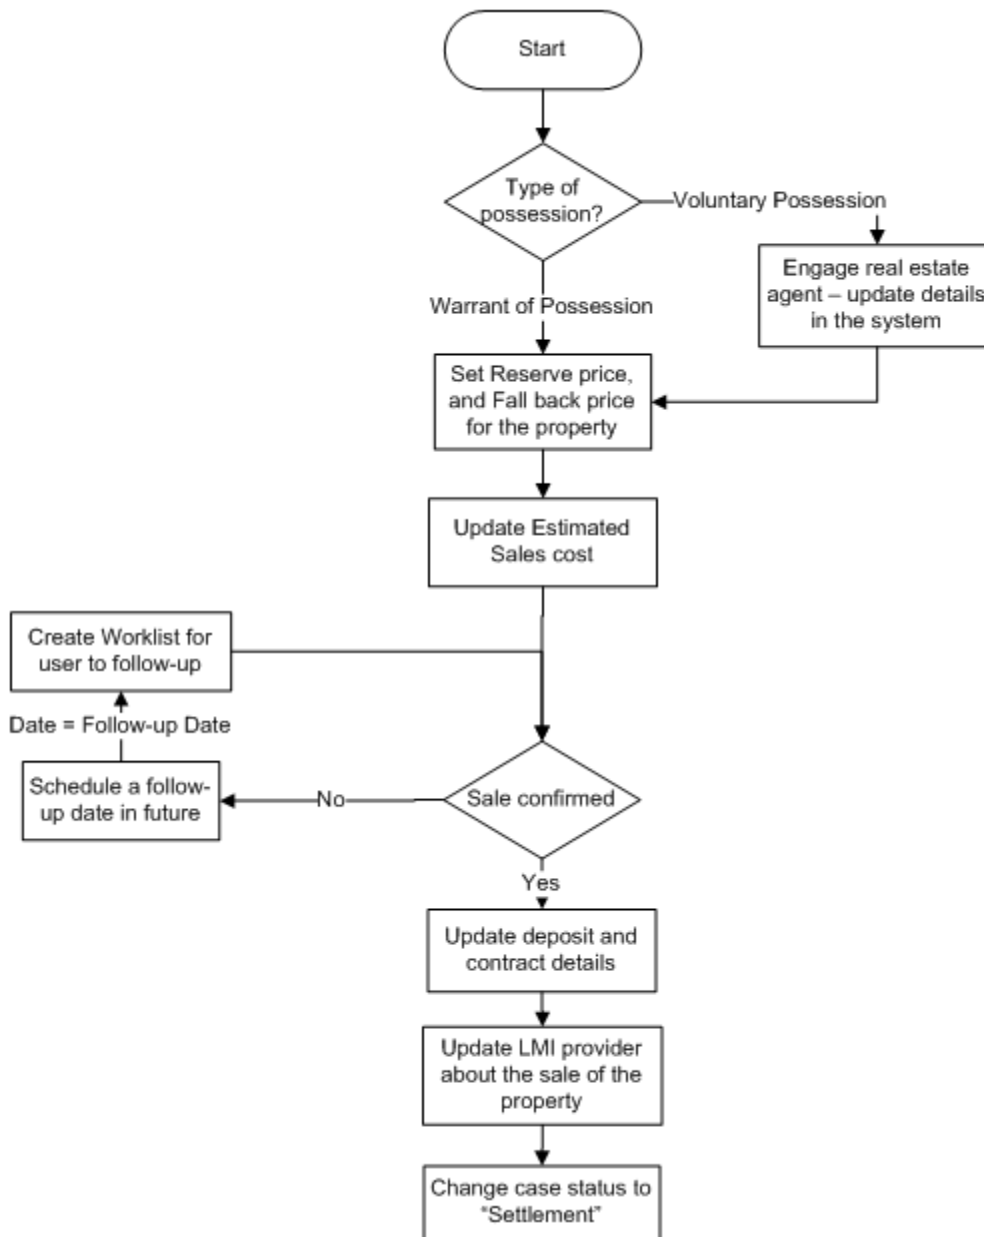 Start
Type of
possession?
Voluntary Possession
Engage real estate
agent – update details
in the system
Warrant of Possession
Set Reserve price,
and Fall back price
for the property
Update Estimated
Sales cost
Create Worklist for
user to follow-up
Date = Follow-up Date
Schedule a follow-
up date in future
No
Sale confirmed
Yes
Update deposit and
contract details
Update LMI provider
about the sale of the
property
Change case status to
“Settlement”